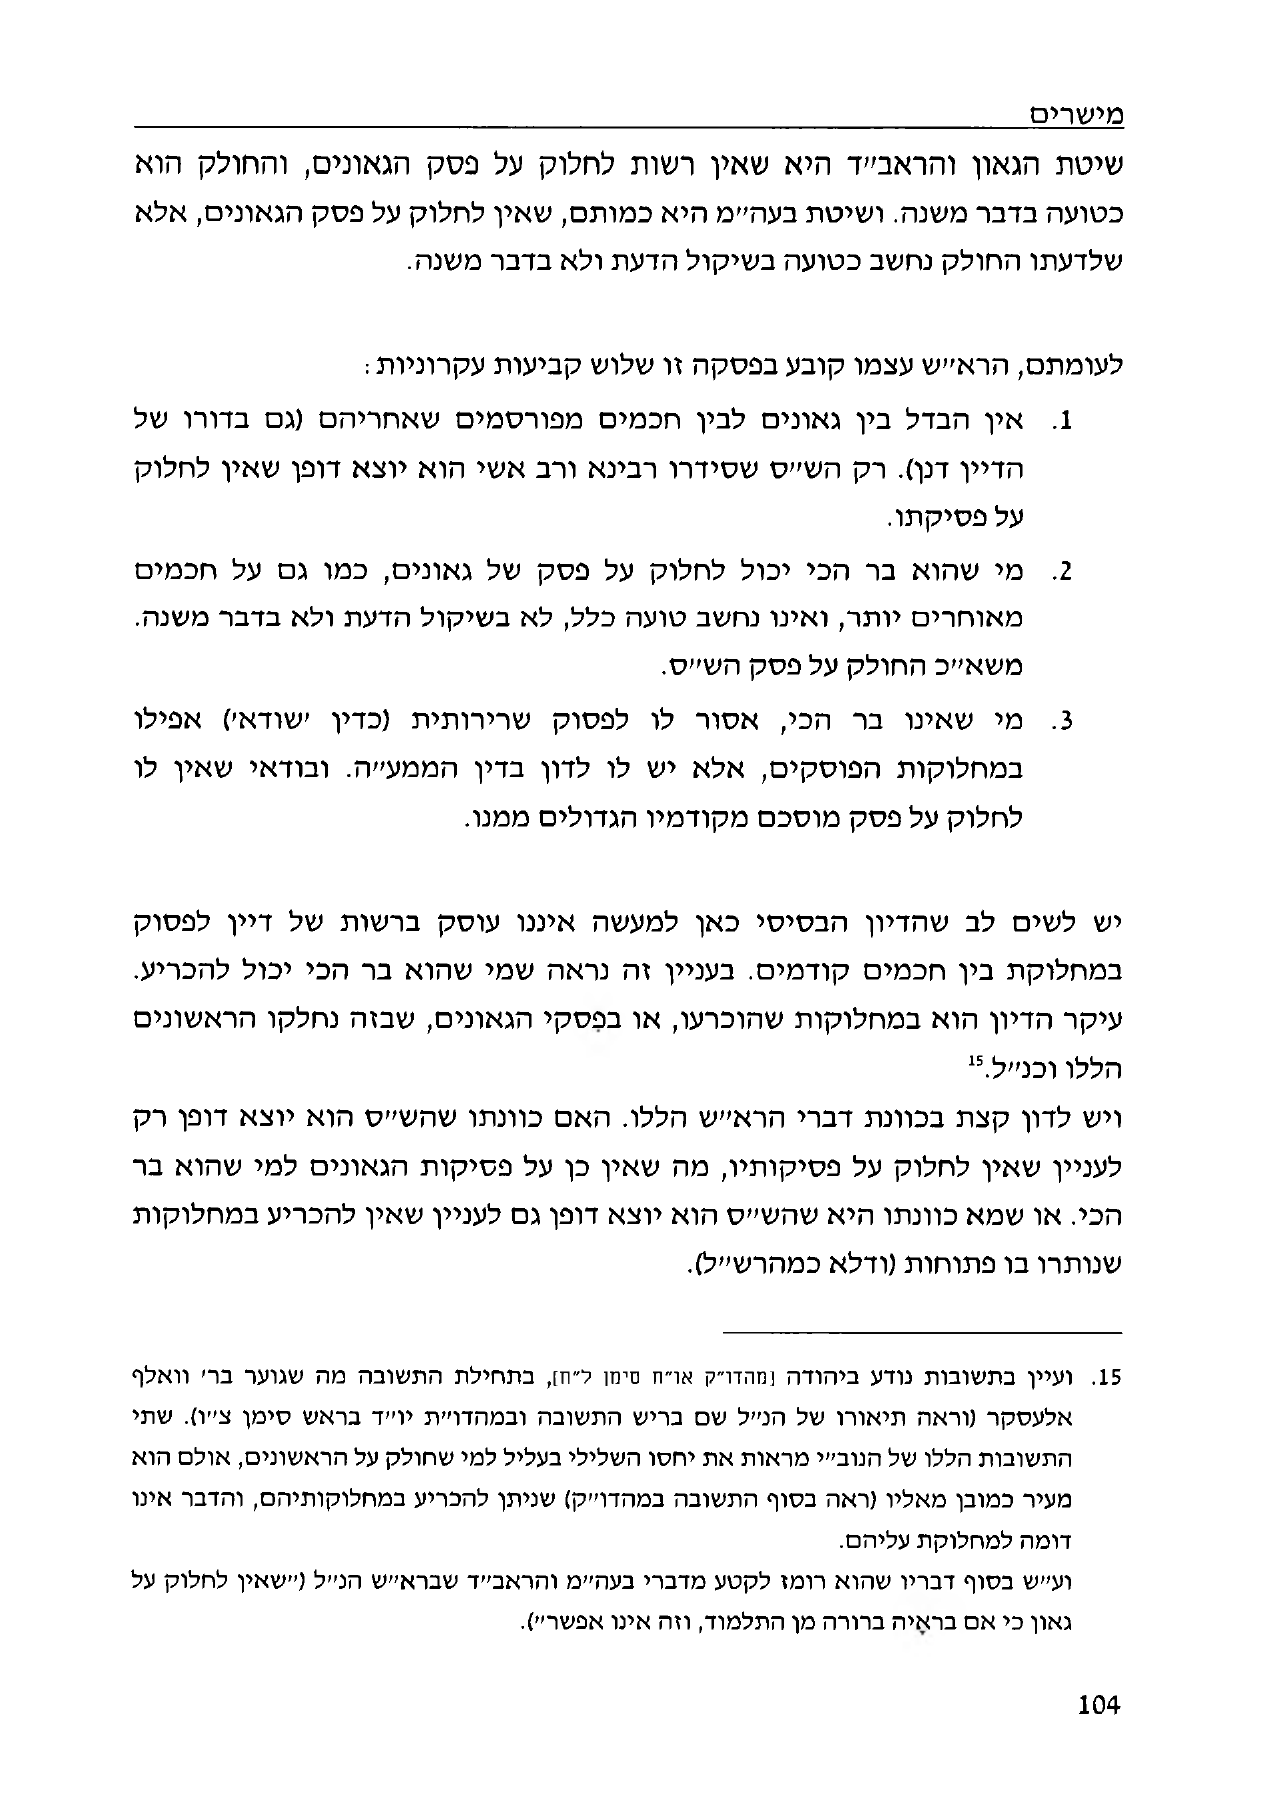 מישרים
שיטת הגאון והראב״ד היא שאין רשות לחלוק על פסק הגאונים, והחולק הוא
כטועה בדבר משנה. ושיטת בעה״מ היא כמותם, שאין לחלוק על פסק הגאונים, אלא
שלדעתו החולק נחשב כטועה בשיקול הדעת ולא בדבר משנה.
לעומתם, הרא״ש עצמו קובע בפסקה זו שלוש קביעות עקרוניות:
1. אין הבדל בין גאונים לבין חכמים מפורסמים שאחריהם (גם בדורו של
הדיין דנן). רק הש״ס שסידרו רבינא ורב אשי הוא יוצא דופן שאין לחלוק
על פסיקתו.
2. מי שהוא בר הכי יכול לחלוק על פסק של גאונים, כמו גם על חכמים
מאוחרים יותר, ואינו נחשב טועה כלל, לא בשיקול הדעת ולא בדבר משנה.
משא״כ החולק על פסק הש״ס.
3. מי שאינו בר הכי, אסור לו לפסוק שרירותית (כדין ׳שודא׳) אפילו
במחלוקות הפוסקים, אלא יש לו לדון בדין הממע״ה. ובודאי שאין לו
לחלוק על פסק מוסכם מקודמיו הגדולים ממנו.
יש לשים לב שהדיון הבסיסי כאן למעשה איננו עוסק ברשות של דיין לפסוק
במחלוקת בין חכמים קודמים. בעניין זה נראה שמי שהוא בר הכי יכול להכריע.
עיקר הדיון הוא במחלוקות שהוכרעו, או בפסקי הגאונים, שבזה נחלקו הראשונים
הללו וכנ״ל.15
ויש לדון קצת בכוונת דברי הרא״ש הללו. האם כוונתו שהש״ס הוא יוצא דופן רק
לעניין שאין לחלוק על פסיקותיו, מה שאין כן על פסיקות הגאונים למי שהוא בר
הכי. או שמא כוונתו היא שהש״ס הוא יוצא דופן גם לעניין שאין להכריע במחלוקות
שנותרו בו פתוחות (ודלא כמהרש״ל).
15. ועיין בתשובות נודע ביהודה [מהדו״ק או״ח סימן ל״ח], בתחילת התשובה מה שגוער בר׳ וואלף
אלעסקר (וראה תיאורו של הנ״ל שם בריש התשובה ובמהדו״ת יו״ד בראש סימן צ״ו). שתי
התשובות הללו של הנוב״י מראות את יחסו השלילי בעליל למי שחולק על הראשונים, אולם הוא
מעיר כמובן מאליו (ראה בסוף התשובה במהדו״ק) שניתן להכריע במחלוקותיהם, והדבר אינו
דומה למחלוקת עליהם.
וע״ש בסוף דבריו שהוא רומז לקטע מדברי בעה״מ והראב״ד שברא״ש הנ״ל (״שאין לחלוק על
גאון כי אם בראיה ברורה מן התלמוד, וזה אינו אפשר״).
104